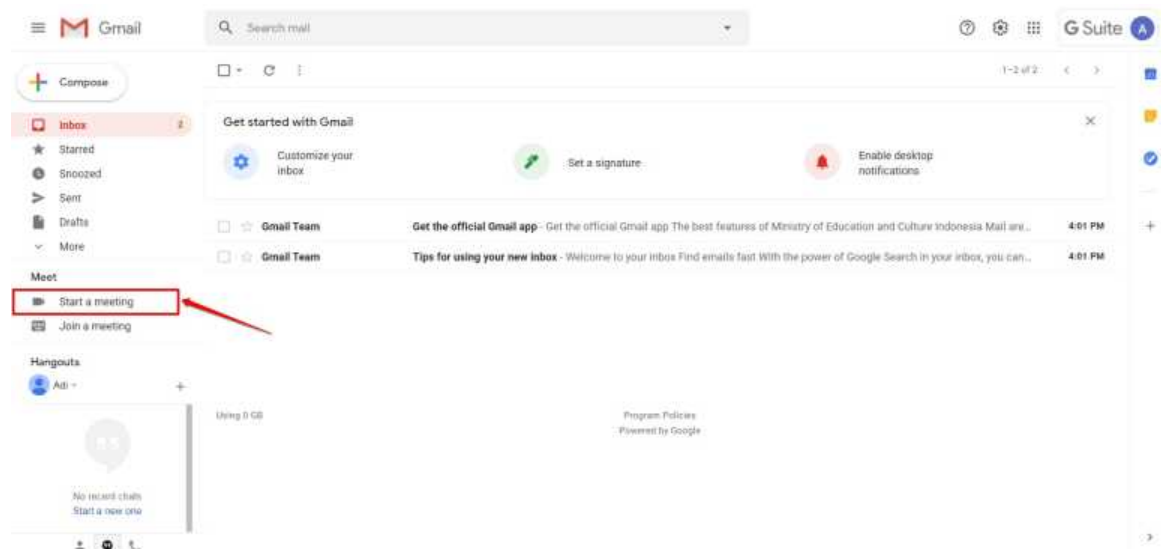 Gmail
Search mail
G Suite
A
Compose
1-2 of 2
Inbox
2
Starred
Snoozed
Sent
Drafts
More
Get started with Gmail
Customize your
inbox
Set a signature
Enable desktop
notifications
Gmail Team Get the official Gmail app - Get the official Gmail app The best features of Ministry of Education and Culture Indonesia Mail are... 4:01 PM
Gmail Team Tips for using your new inbox - Welcome to your inbox Find emails fast With the power of Google Search in your inbox, you can... 4:01 PM
Meet
Start a meeting
Join a meeting
Hangouts
Adi
No recent chats
Start a new one
Using 0 GB
Program Policies
Powered by Google